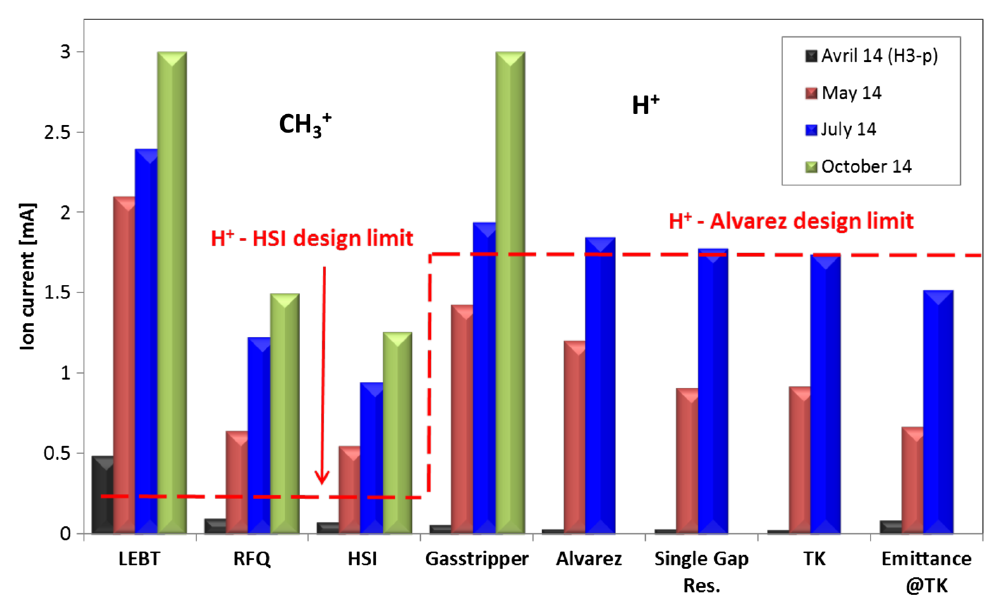 3
2.5
2
1.5
1
0.5
0
Ion current [mA]
CH₃⁺
H⁺
Avril 14 (H3-p)
May 14
July 14
October 14
H⁺ - HSI design limit
H⁺ - Alvarez design limit
LEBT
RFQ
HSI
Gasstripper
Alvarez
Single Gap
Res.
TK
Emittance
@TK